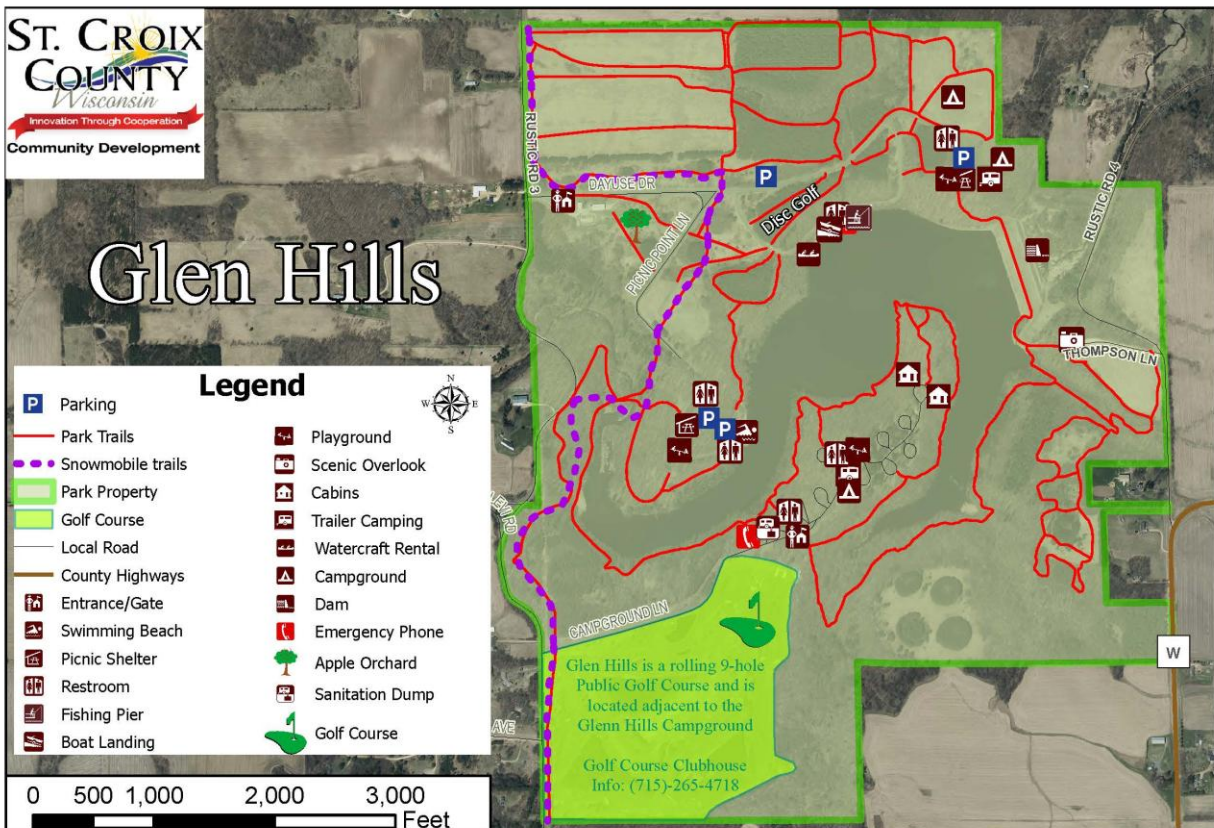 ST. CROIX
COUNTY
Wisconsin
Innovation Through Cooperation
Community Development
Glen Hills
Legend
N
W E
S
Parking
Park Trails
Snowmobile trails
Park Property
Golf Course
Local Road
County Highways
Entrance/Gate
Swimming Beach
Picnic Shelter
Restroom
Fishing Pier
Boat Landing
Playground
Scenic Overlook
Cabins
Trailer Camping
Watercraft Rental
Campground
Dam
Emergency Phone
Apple Orchard
Sanitation Dump
Golf Course
0 500 1,000 2,000 3,000
Feet
RUSTIC RD 3
DAYUSE DR
PICNIC POINT LN
Disc Golf
P
P
P
P
P
RUSTIC RD 4
THOMPSON LN
LEVI RD
CAMPGROUND LN
AVE
W
Glen Hills is a rolling 9-hole
Public Golf Course and is
located adjacent to the
Glenn Hills Campground
Golf Course Clubhouse
Info: (715)-265-4718